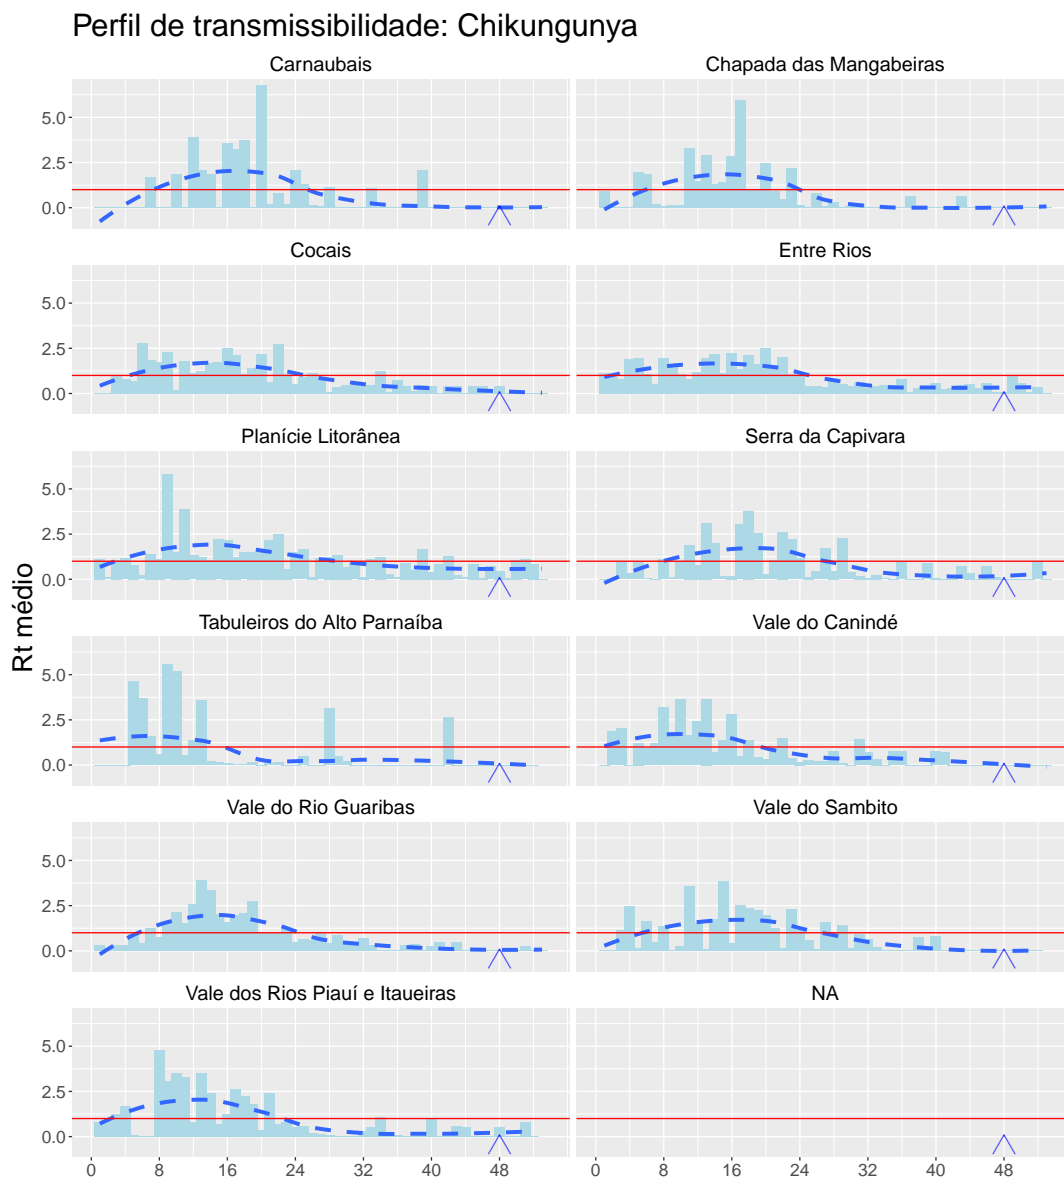 Perfil de transmissibilidade: Chikungunya
Carnaubais
Chapada das Mangabeiras
5.0
2.5
0.0
Cocais
Entre Rios
5.0
2.5
0.0
Planície Litorânea
Serra da Capivara
5.0
2.5
0.0
Rt médio
Tabuleiros do Alto Parnaíba
Vale do Canindé
5.0
2.5
0.0
Vale do Rio Guaribas
Vale do Sambito
5.0
2.5
0.0
Vale dos Rios Piauí e Itaueiras
NA
5.0
2.5
0.0
0 8 16 24 32 40 48
0 8 16 24 32 40 48